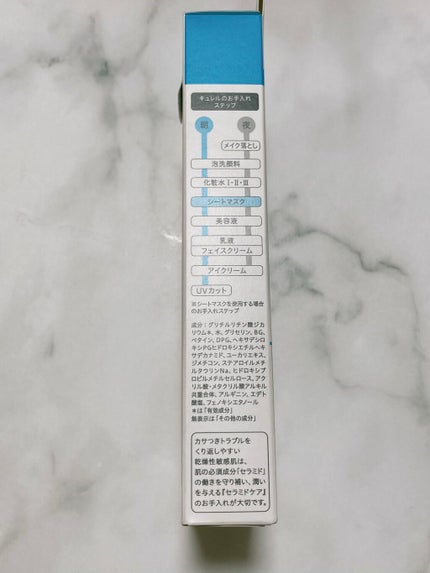 キュレルのお手入れ
ステップ
朝
夜
メイク落とし
泡洗顔料
化粧水Ⅰ・Ⅱ・Ⅲ
シートマスク
美容液
乳液
フェイスクリーム
アイクリーム
UVカット
※シートマスクを使用する場合
のお手入れステップ
成分：グリチルリチン酸ジカ
リウム*、水、グリセリン、BG、
ベタイン、DPG、ヘキサデシロ
キシPGヒドロキシエチルヘキ
サデカナミド、ユーカリエキス、
ジメチコン、ステアロイルメチ
ルタウリンNa、ヒドロキシプ
ロピルメチルセルロース、アク
リル酸・メタクリル酸アルキル
共重合体、アルギニン、エデト
酸塩、フェノキシエタノール
*は「有効成分」
無表示は「その他の成分」
カサつきトラブルを
くり返しやすい
乾燥性敏感肌は、
肌の必須成分「セラミド」
の働きを守り補い、潤い
を与える『セラミドケア』
のお手入れが大切です。